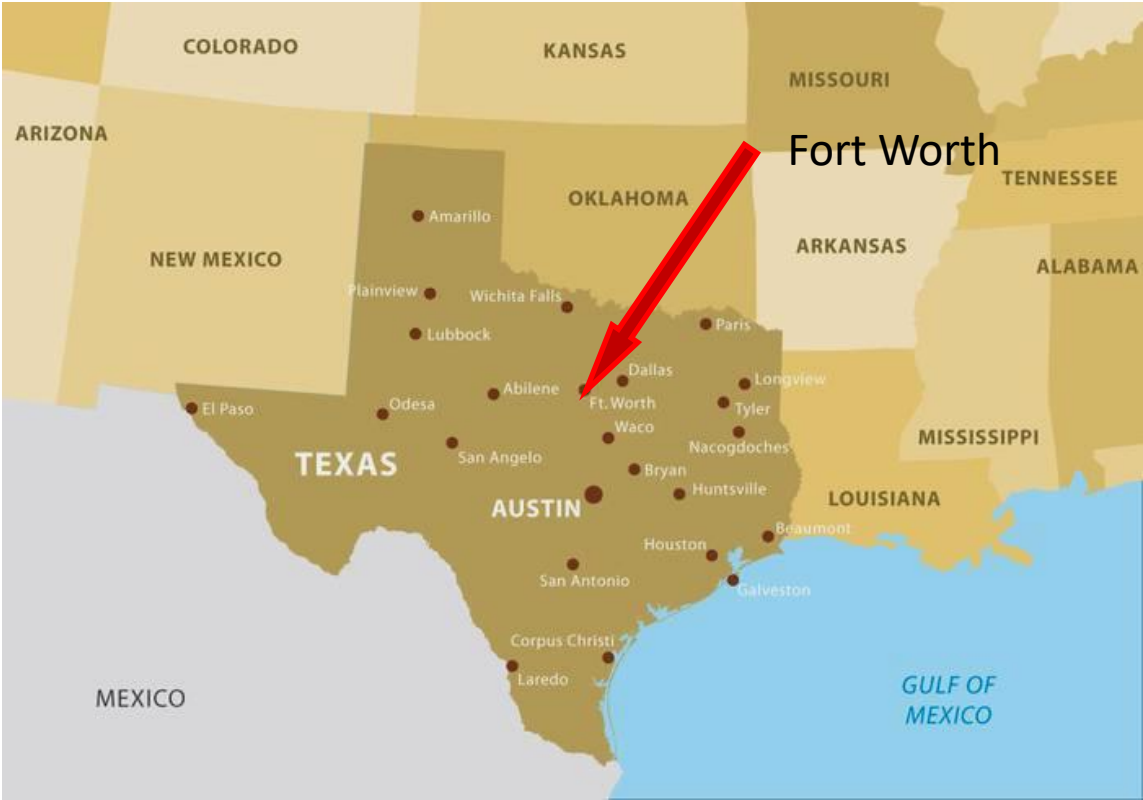 COLORADO
KANSAS
MISSOURI
ARIZONA
Fort Worth
TENNESSEE
OKLAHOMA
Amarillo
ARKANSAS
NEW MEXICO
ALABAMA
Plainview
Wichita Falls
Paris
Lubbock
Dallas
Longview
Abilene
Ft. Worth
Odesa
El Paso
Tyler
Waco
MISSISSIPPI
Nacogdoches
San Angelo
TEXAS
Bryan
Huntsville
LOUISIANA
AUSTIN
Beaumont
Houston
San Antonio
Galveston
Corpus Christi
Laredo
MEXICO
GULF OF
MEXICO